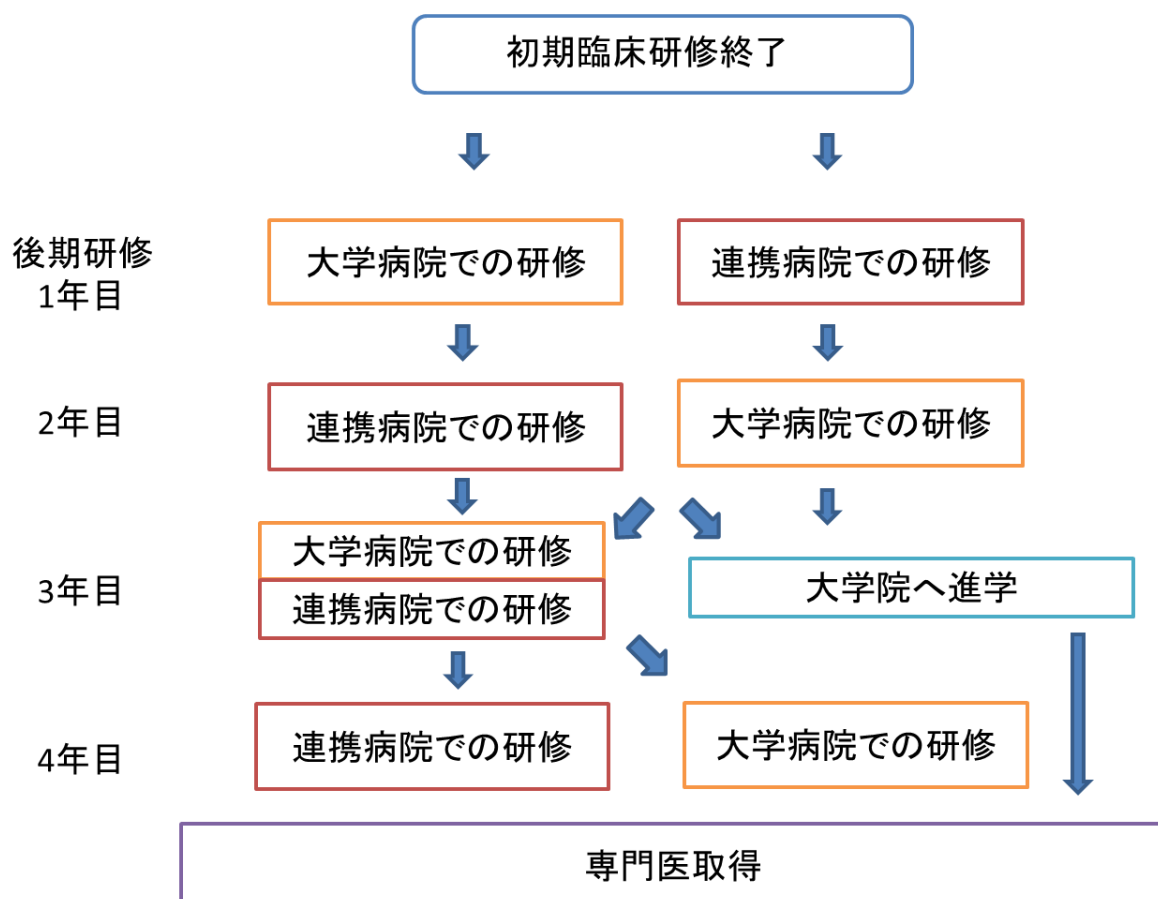 初期臨床研修終了
後期研修
1年目
大学病院での研修
連携病院での研修
2年目
連携病院での研修
大学病院での研修
3年目
大学病院での研修
連携病院での研修
大学院へ進学
4年目
連携病院での研修
大学病院での研修
専門医取得